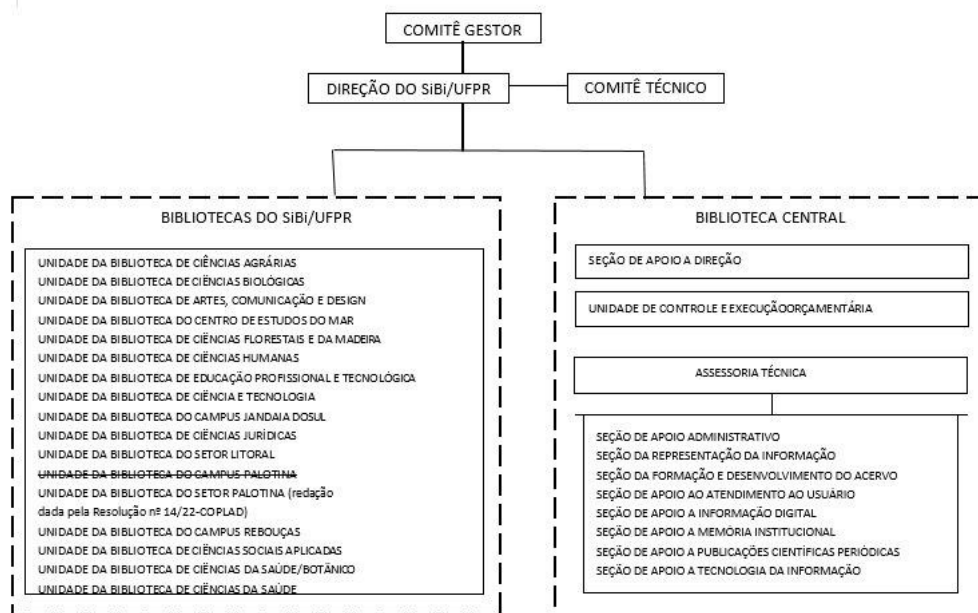 COMITÊ GESTOR
DIREÇÃO DO SiBi/UFPR
COMITÊ TÉCNICO
BIBLIOTECAS DO SiBi/UFPR
UNIDADE DA BIBLIOTECA DE CIÊNCIAS AGRÁRIAS
UNIDADE DA BIBLIOTECA DE CIÊNCIAS BIOLÓGICAS
UNIDADE DA BIBLIOTECA DE ARTES, COMUNICAÇÃO E DESIGN
UNIDADE DA BIBLIOTECA DO CENTRO DE ESTUDOS DO MAR
UNIDADE DA BIBLIOTECA DE CIÊNCIAS FLORESTAIS E DA MADEIRA
UNIDADE DA BIBLIOTECA DE CIÊNCIAS HUMANAS
UNIDADE DA BIBLIOTECA DE EDUCAÇÃO PROFISSIONAL E TECNOLÓGICA
UNIDADE DA BIBLIOTECA DE CIÊNCIA E TECNOLOGIA
UNIDADE DA BIBLIOTECA DO CAMPUS JANDAIA DOSUL
UNIDADE DA BIBLIOTECA DE CIÊNCIAS JURÍDICAS
UNIDADE DA BIBLIOTECA DO SETOR LITORAL
UNIDADE DA BIBLIOTECA DO CAMPUS PALOTINA
UNIDADE DA BIBLIOTECA DO SETOR PALOTINA (redação
dada pela Resolução nº 14/22-COPLAD)
UNIDADE DA BIBLIOTECA DO CAMPUS REBOUÇAS
UNIDADE DA BIBLIOTECA DE CIÊNCIAS SOCIAIS APLICADAS
UNIDADE DA BIBLIOTECA DE CIÊNCIAS DA SAÚDE/BOTÂNICO
UNIDADE DA BIBLIOTECA DE CIÊNCIAS DA SAÚDE
BIBLIOTECA CENTRAL
SEÇÃO DE APOIO A DIREÇÃO
UNIDADE DE CONTROLE E EXECUÇÃOORÇAMENTÁRIA
ASSESSORIA TÉCNICA
SEÇÃO DE APOIO ADMINISTRATIVO
SEÇÃO DA REPRESENTAÇÃO DA INFORMAÇÃO
SEÇÃO DA FORMAÇÃO E DESENVOLVIMENTO DO ACERVO
SEÇÃO DE APOIO AO ATENDIMENTO AO USUÁRIO
SEÇÃO DE APOIO A INFORMAÇÃO DIGITAL
SEÇÃO DE APOIO A MEMÓRIA INSTITUCIONAL
SEÇÃO DE APOIO A PUBLICAÇÕES CIENTÍFICAS PERIÓDICAS
SEÇÃO DE APOIO A TECNOLOGIA DA INFORMAÇÃO